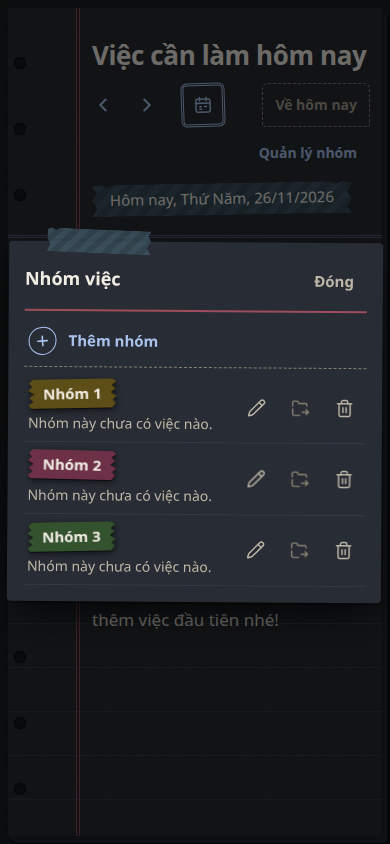 Việc cần làm hôm nay
Về hôm nay
Quản lý nhóm
Hôm nay, Thứ Năm, 26/11/2026
Nhóm việc
Đóng
Thêm nhóm
Nhóm 1
Nhóm này chưa có việc nào.
Nhóm 2
Nhóm này chưa có việc nào.
Nhóm 3
Nhóm này chưa có việc nào.
thêm việc đầu tiên nhé!